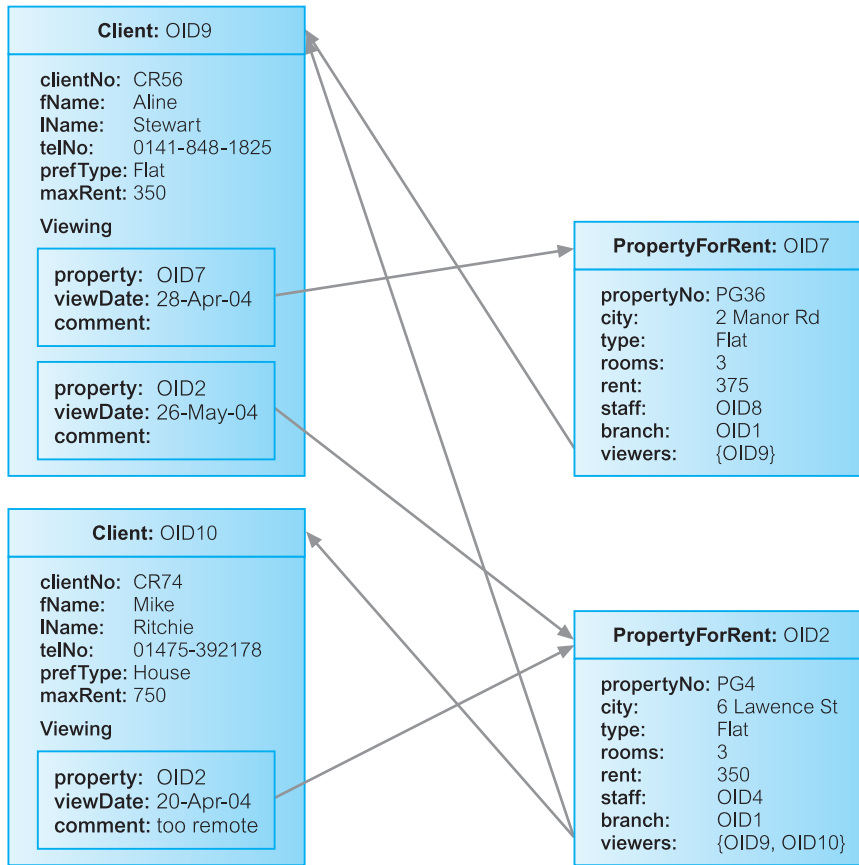 Client: OID9
clientNo: CR56
fName: Aline
lName: Stewart
telNo: 0141-848-1825
prefType: Flat
maxRent: 350
Viewing
property: OID7
viewDate: 28-Apr-04
comment:
property: OID2
viewDate: 26-May-04
comment:
PropertyForRent: OID7
propertyNo: PG36
city: 2 Manor Rd
type: Flat
rooms: 3
rent: 375
staff: OID8
branch: OID1
viewers: {OID9}
Client: OID10
clientNo: CR74
fName: Mike
lName: Ritchie
telNo: 01475-392178
prefType: House
maxRent: 750
Viewing
property: OID2
viewDate: 20-Apr-04
comment: too remote
PropertyForRent: OID2
propertyNo: PG4
city: 6 Lawence St
type: Flat
rooms: 3
rent: 350
staff: OID4
branch: OID1
viewers: {OID9, OID10}